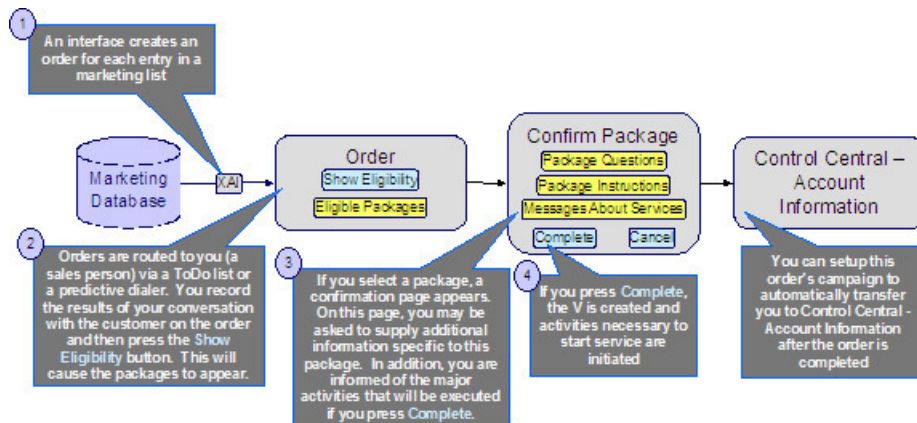 1
An interface creates an
order for each entry in a
marketing list
Marketing
Database
XAI
Order
Show Eligibility
Eligible Packages
Confirm Package
Package Questions
Package Instructions
Messages About Services
Complete
Cancel
Control Central –
Account
Information
2
Orders are routed to you (a
sales person) via a ToDo list or
a predictive dialer. You record
the results of your conversation
with the customer on the order
and then press the Show
Eligibility button. This will
cause the packages to appear.
3
If you select a package, a
confirmation page appears.
On this page, you may be
asked to supply additional
information specific to this
package. In addition, you are
informed of the major
activities that will be executed
if you press Complete.
4
If you press Complete,
the V is created and
activities necessary to
start service are
initiated
You can setup this
order's campaign to
automatically transfer
you to Control Central -
Account Information
after the order is
completed